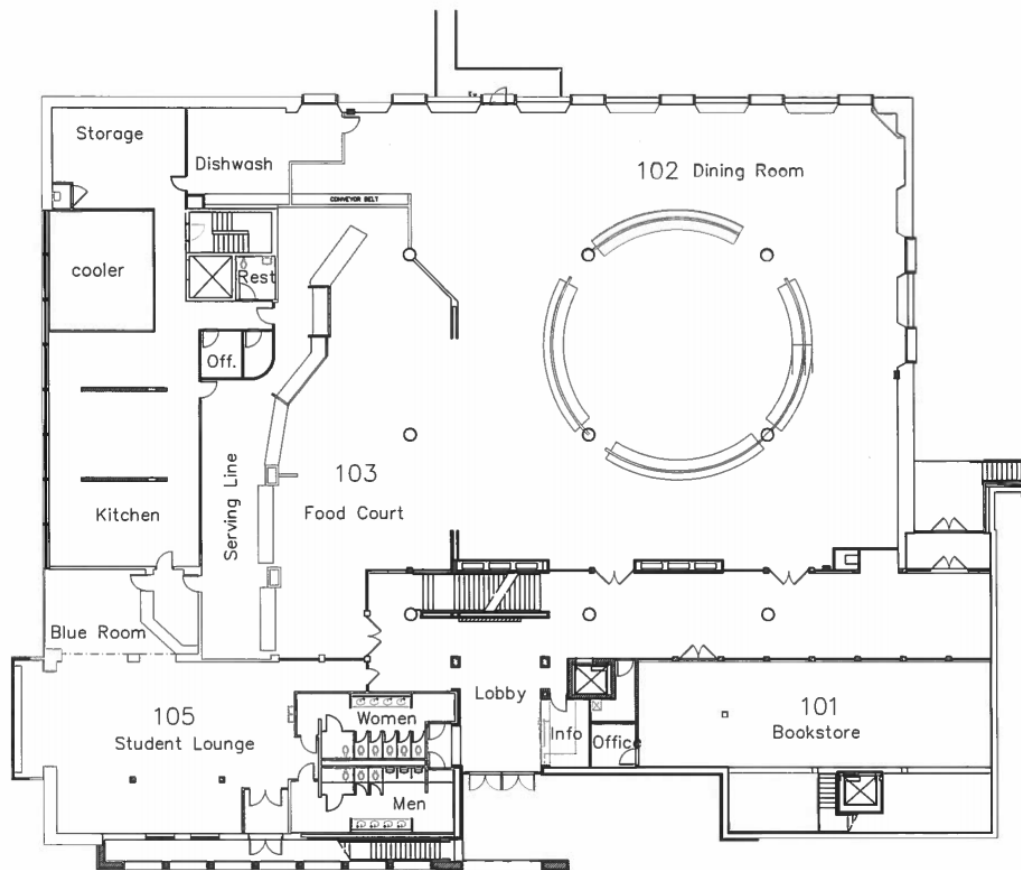 Storage
Dishwash
102 Dining Room
CONVEYOR BELT
cooler
Rest
Off.
Serving Line
103
Food Court
Kitchen
Blue Room
Lobby
Women
105
Student Lounge
101
Bookstore
Info
Office
Men